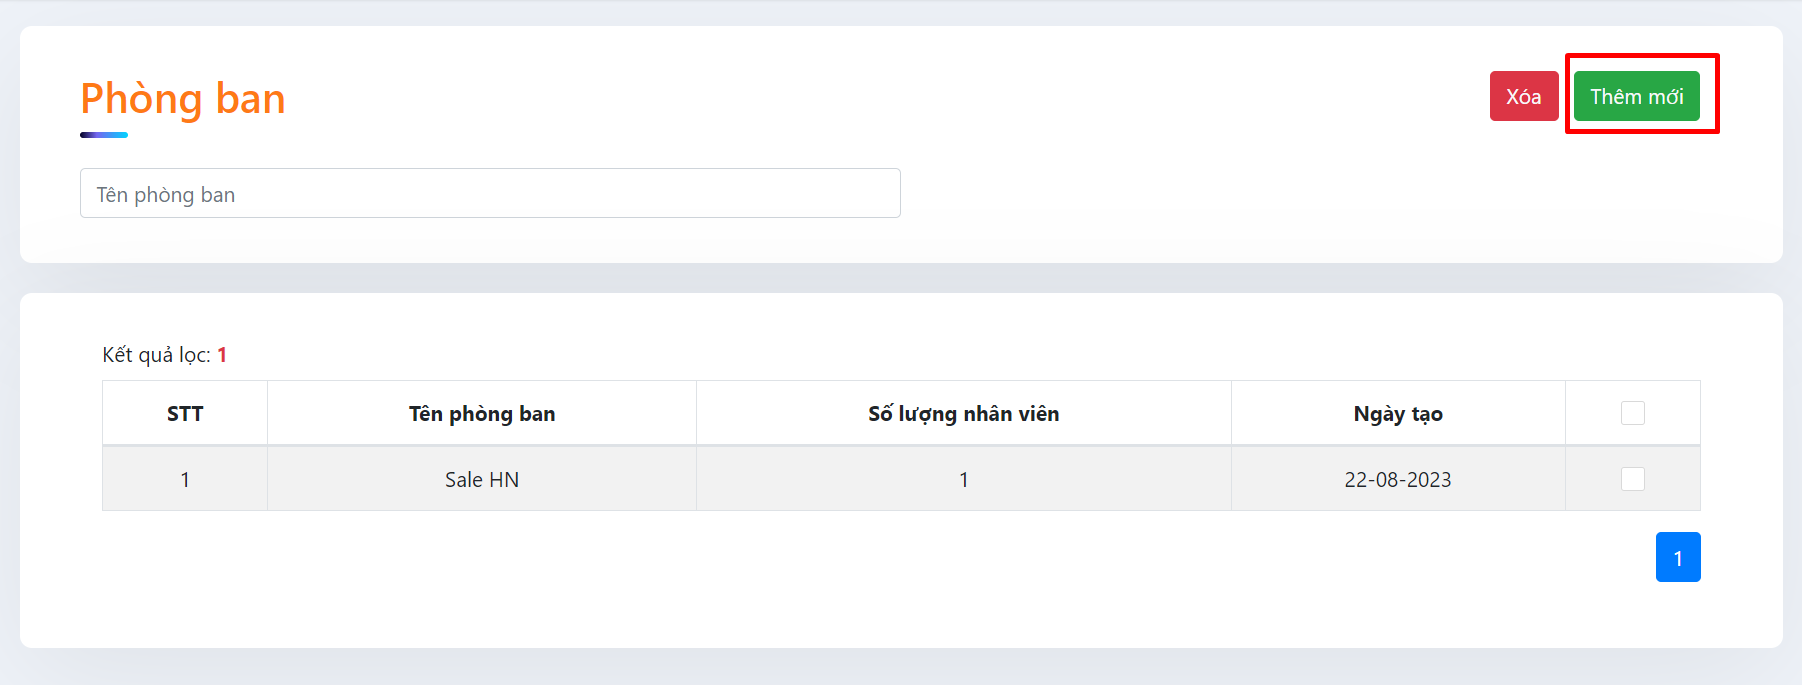 Phòng ban
Xóa
Thêm mới
Tên phòng ban
Kết quả lọc: 1
STT Tên phòng ban Số lượng nhân viên Ngày tạo
1 Sale HN 1 22-08-2023
1